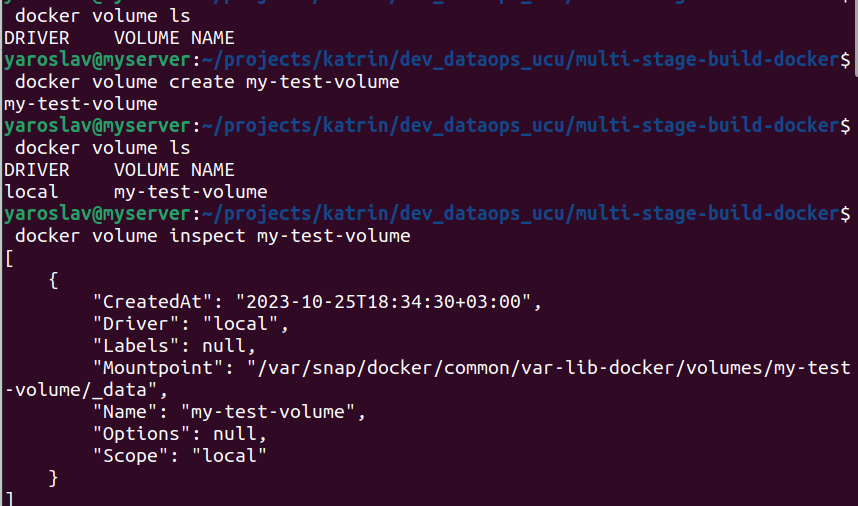 docker volume ls
DRIVER    VOLUME NAME
yaroslav@myserver:~/projects/katrin/dev_dataops_ucu/multi-stage-build-docker$
 docker volume create my-test-volume
my-test-volume
yaroslav@myserver:~/projects/katrin/dev_dataops_ucu/multi-stage-build-docker$
 docker volume ls
DRIVER    VOLUME NAME
local     my-test-volume
yaroslav@myserver:~/projects/katrin/dev_dataops_ucu/multi-stage-build-docker$
 docker volume inspect my-test-volume
[
    {
        "CreatedAt": "2023-10-25T18:34:30+03:00",
        "Driver": "local",
        "Labels": null,
        "Mountpoint": "/var/snap/docker/common/var-lib-docker/volumes/my-test
-volume/_data",
        "Name": "my-test-volume",
        "Options": null,
        "Scope": "local"
    }
]